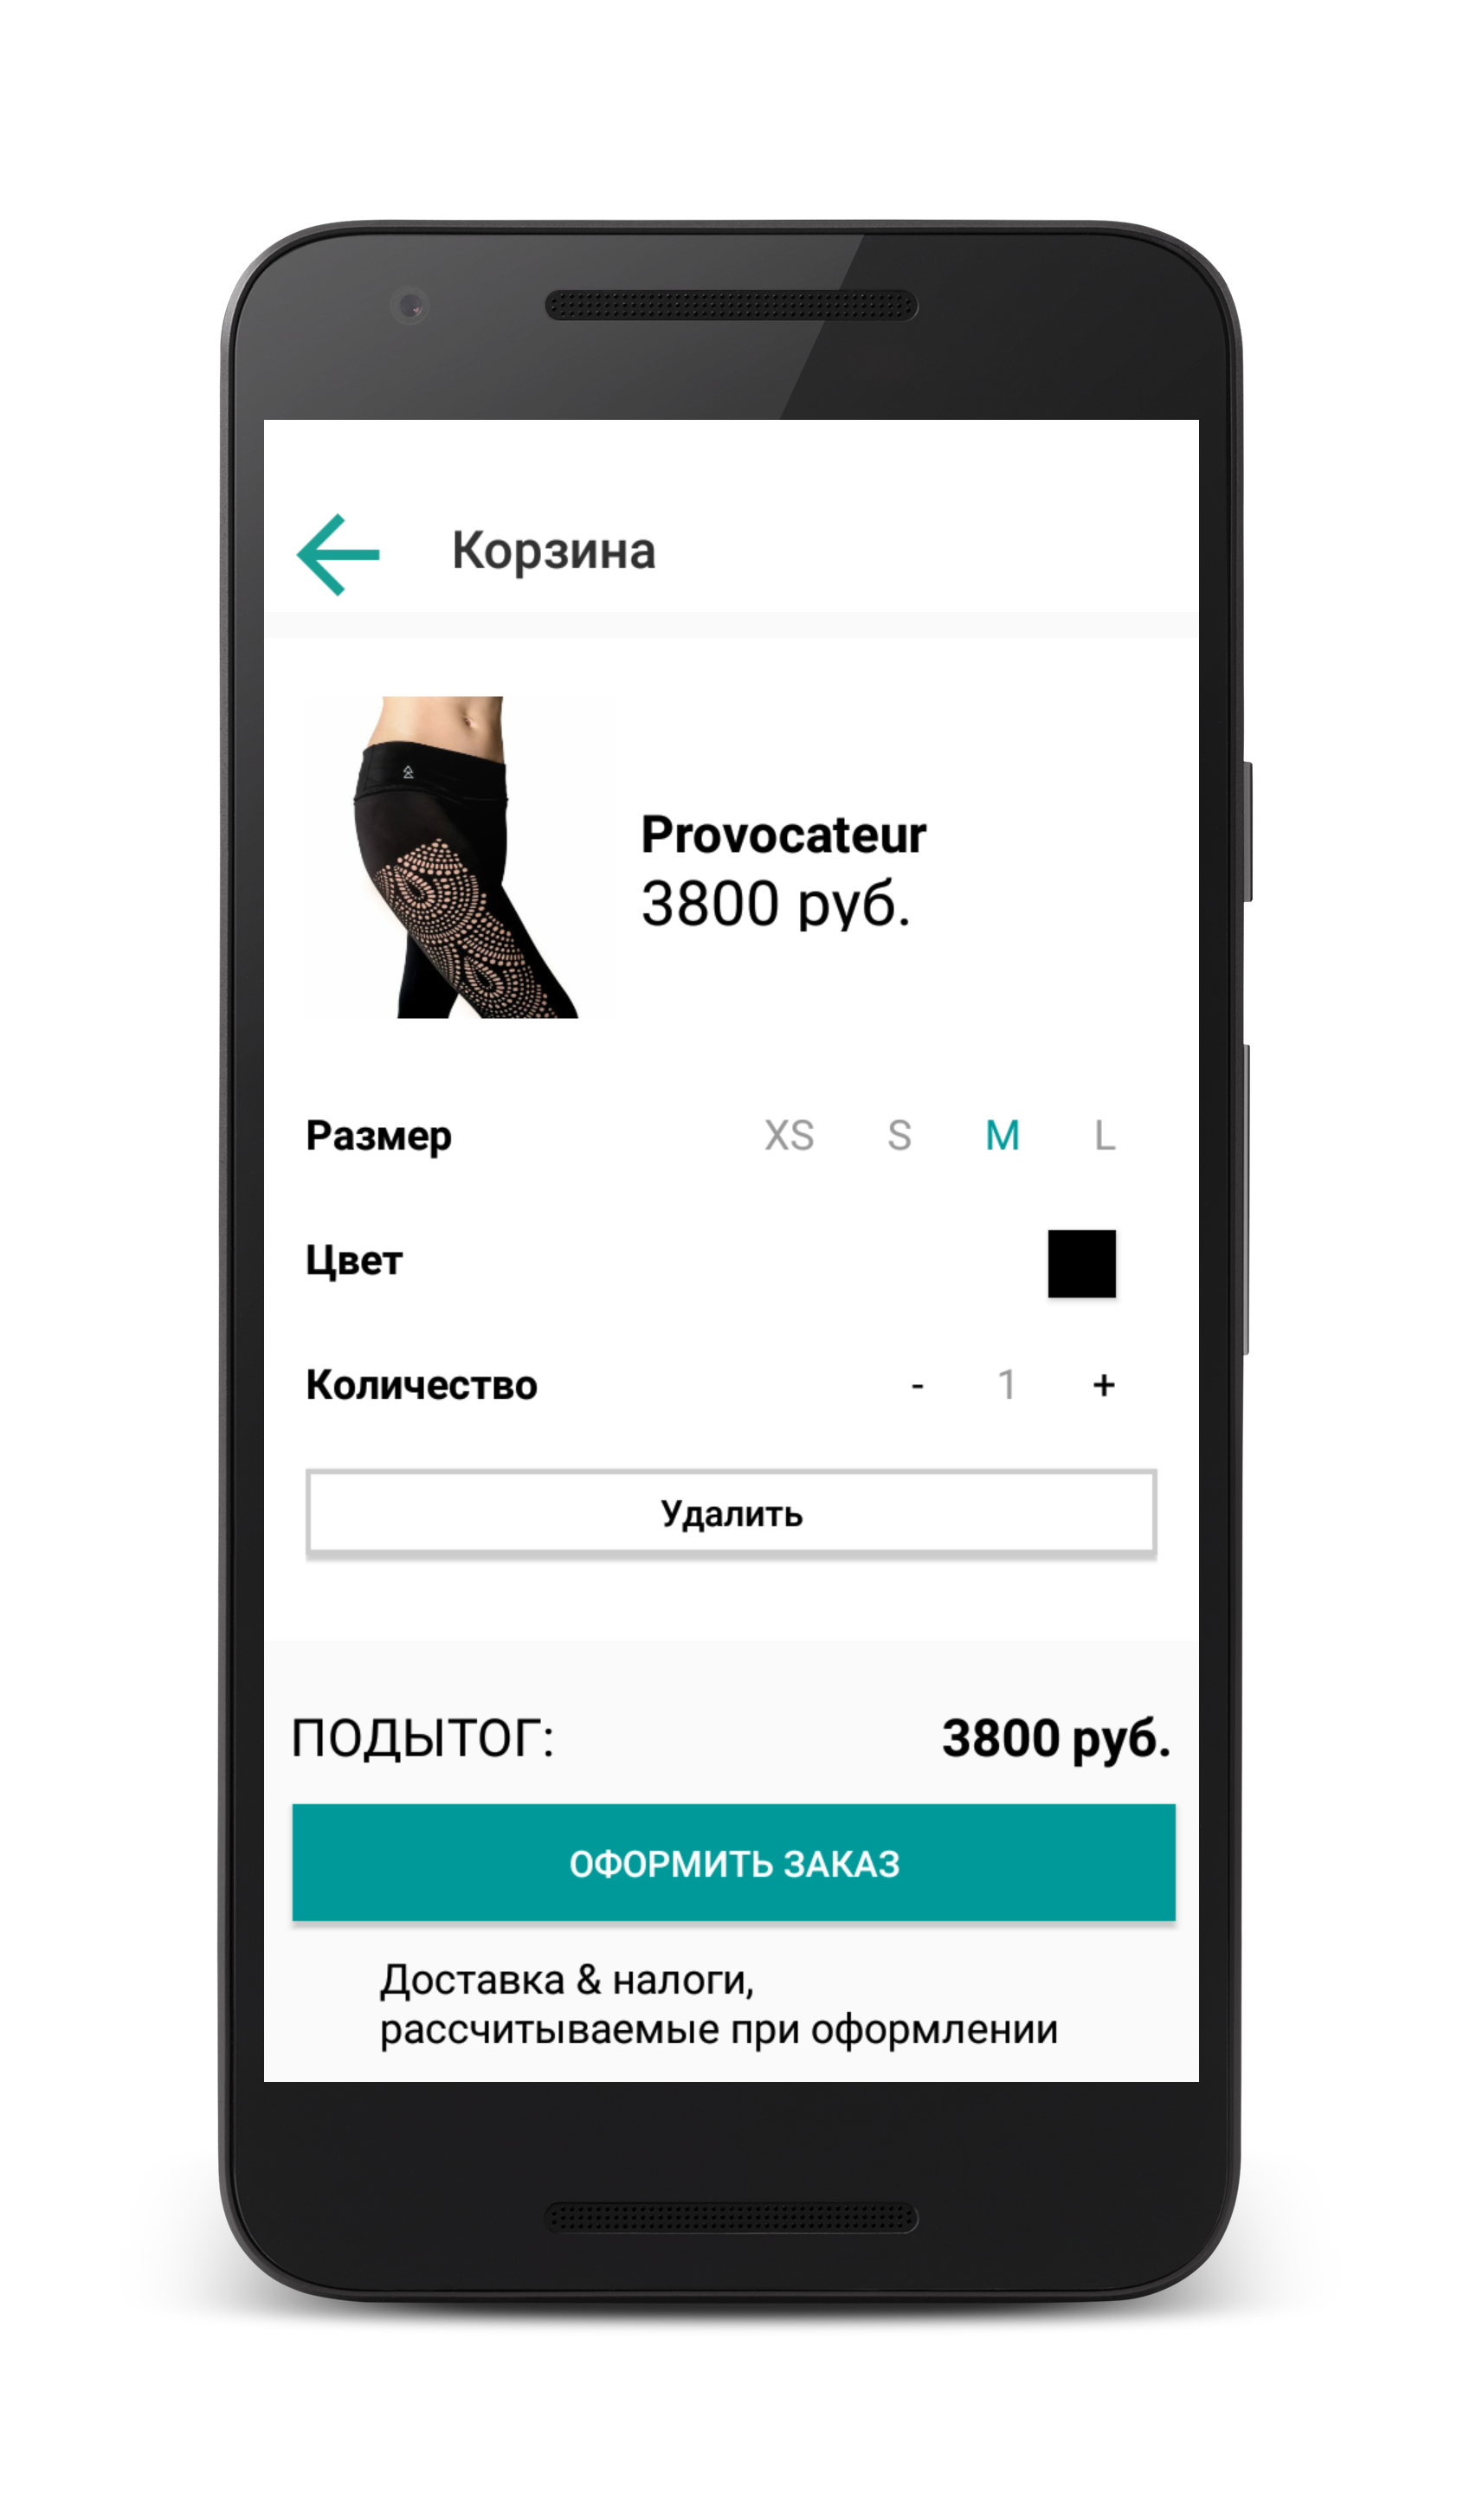 Корзина
Provocateur
3800 руб.
Размер XS S M L
Цвет
Количество - 1 +
Удалить
ПОДЫТОГ: 3800 руб.
ОФОРМИТЬ ЗАКАЗ
Доставка & налоги,
рассчитываемые при оформлении